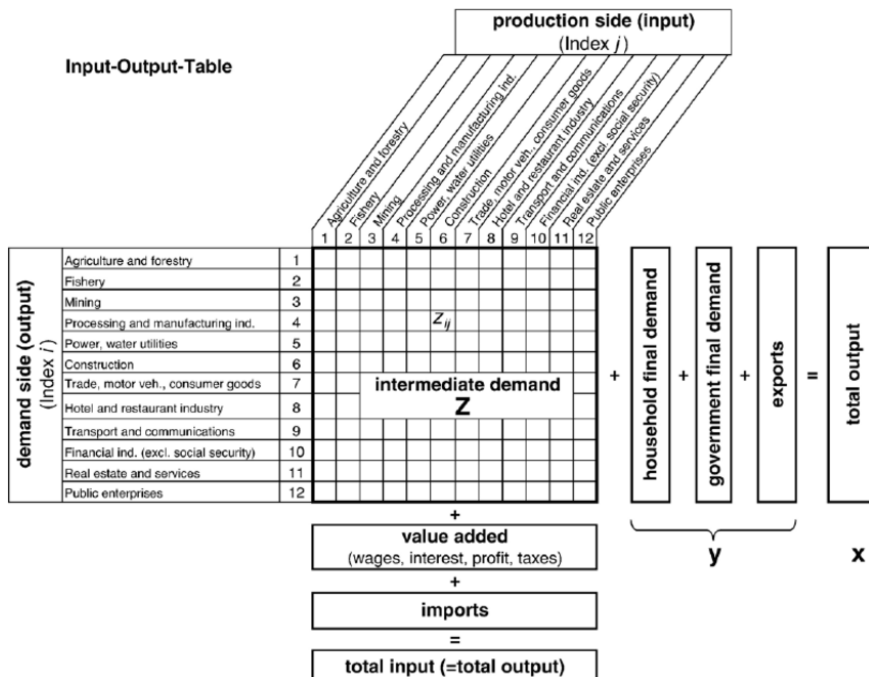 production side (input)
(Index j)
Input-Output-Table
Agriculture and forestry
Fishery
Mining
Processing and manufacturing ind.
Power, water utilities
Construction
Trade, motor veh., consumer goods
Hotel and restaurant industry
Transport and communications
Financial ind. (excl. social security)
Real estate and services
Public enterprises
1 2 3 4 5 6 7 8 9 10 11 12
demand side (output)
(Index i)
Agriculture and forestry 1
Fishery 2
Mining 3
Processing and manufacturing ind. 4
Power, water utilities 5
Construction 6
Trade, motor veh., consumer goods 7
Hotel and restaurant industry 8
Transport and communications 9
Financial ind. (excl. social security) 10
Real estate and services 11
Public enterprises 12
Zij
intermediate demand
Z
+
household final demand
+
government final demand
+
exports
=
total output
y
x
+
value added
(wages, interest, profit, taxes)
+
imports
=
total input (=total output)